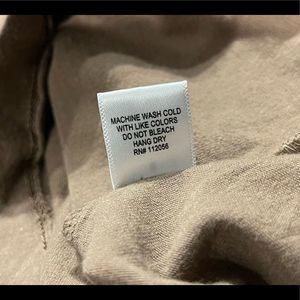 MACHINE WASH COLD
WITH LIKE COLORS
DO NOT BLEACH
HANG DRY
RN# 112056